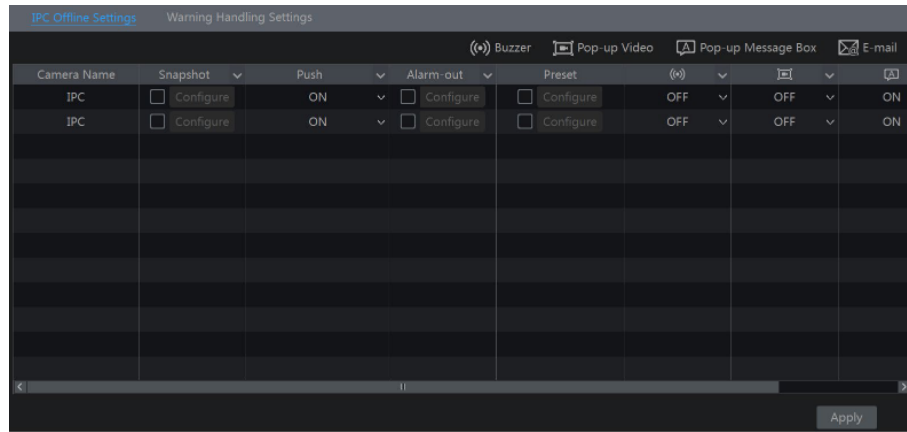 IPC Offline Settings Warning Handling Settings
Buzzer Pop-up Video A Pop-up Message Box E-mail
Camera Name Snapshot Push Alarm-out Preset A
IPC Configure ON Configure Configure OFF OFF ON
IPC Configure ON Configure Configure OFF OFF ON
Apply